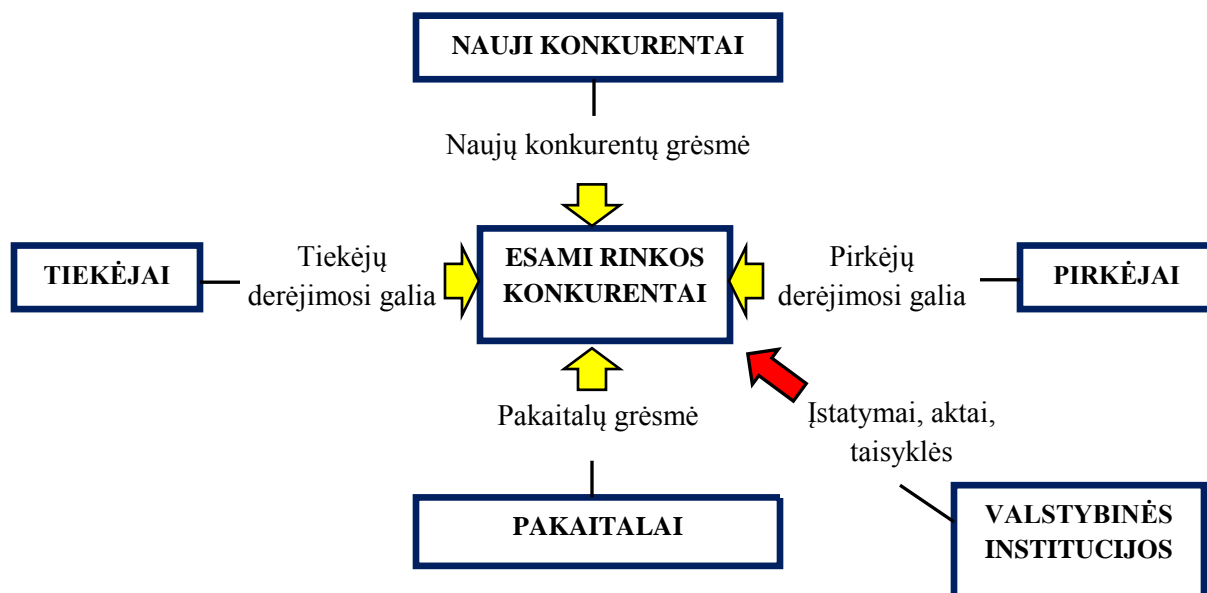 NAUJI KONKURENTAI
Naujų konkurentų grėsmė
TIEKĖJAI
Tiekėjų
derėjimosi galia
ESAMI RINKOS
KONKURENTAI
Pirkėjų
derėjimosi galia
PIRKĖJAI
Pakaitalų grėsmė
Įstatymai, aktai,
taisyklės
PAKAITALAI
VALSTYBINĖS
INSTITUCIJOS